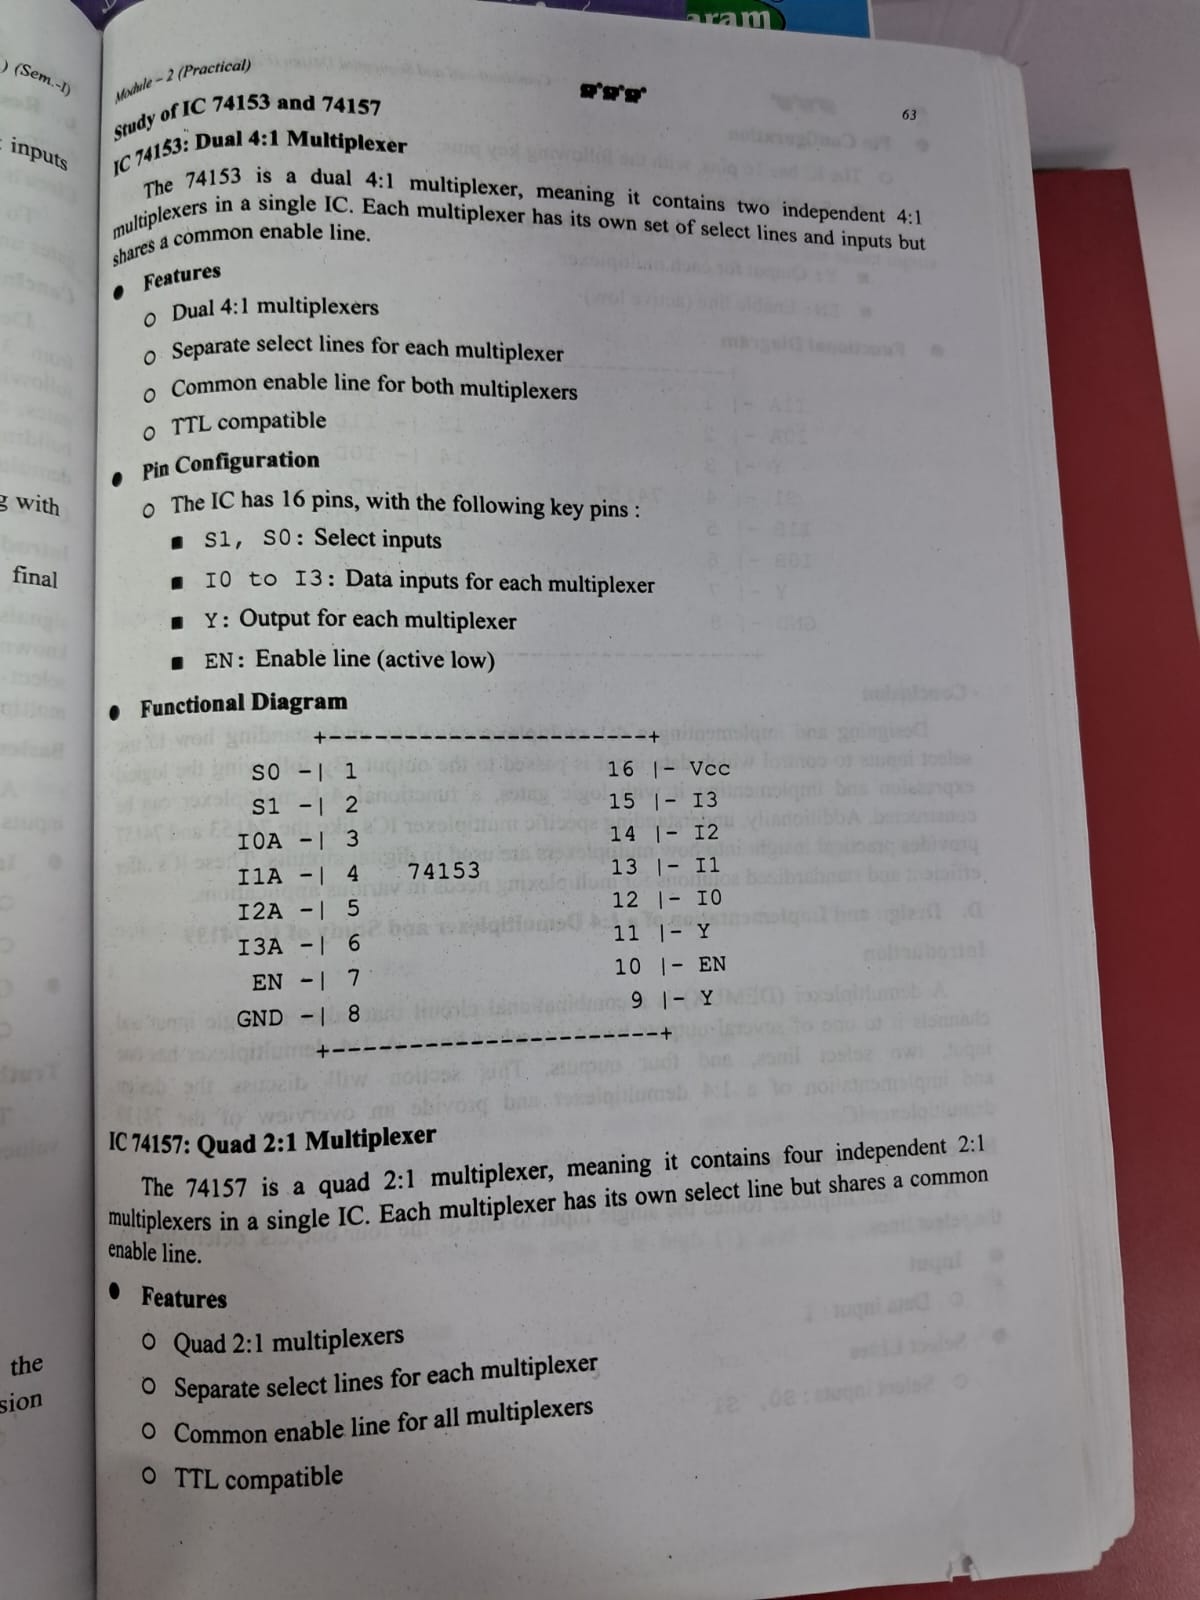 aram
) (Sem.-I)
inputs
g with
final
the
sion
Module – 2 (Practical)
63
Study of IC 74153 and 74157
IC 74153: Dual 4:1 Multiplexer
The 74153 is a dual 4:1 multiplexer, meaning it contains two independent 4:1
multiplexers in a single IC. Each multiplexer has its own set of select lines and inputs but
shares a common enable line.
● Features
○ Dual 4:1 multiplexers
○ Separate select lines for each multiplexer
○ Common enable line for both multiplexers
○ TTL compatible
● Pin Configuration
○ The IC has 16 pins, with the following key pins :
■ S1, S0: Select inputs
■ I0 to I3: Data inputs for each multiplexer
■ Y: Output for each multiplexer
■ EN: Enable line (active low)
● Functional Diagram
+-----------------------+
S0 -| 1 16 |- Vcc
S1 -| 2 15 |- I3
I0A -| 3 14 |- I2
I1A -| 4 74153 13 |- I1
I2A -| 5 12 |- I0
I3A -| 6 11 |- Y
EN -| 7 10 |- EN
GND -| 8 9 |- Y
+-----------------------+
IC 74157: Quad 2:1 Multiplexer
The 74157 is a quad 2:1 multiplexer, meaning it contains four independent 2:1
multiplexers in a single IC. Each multiplexer has its own select line but shares a common
enable line.
● Features
○ Quad 2:1 multiplexers
○ Separate select lines for each multiplexer
○ Common enable line for all multiplexers
○ TTL compatible